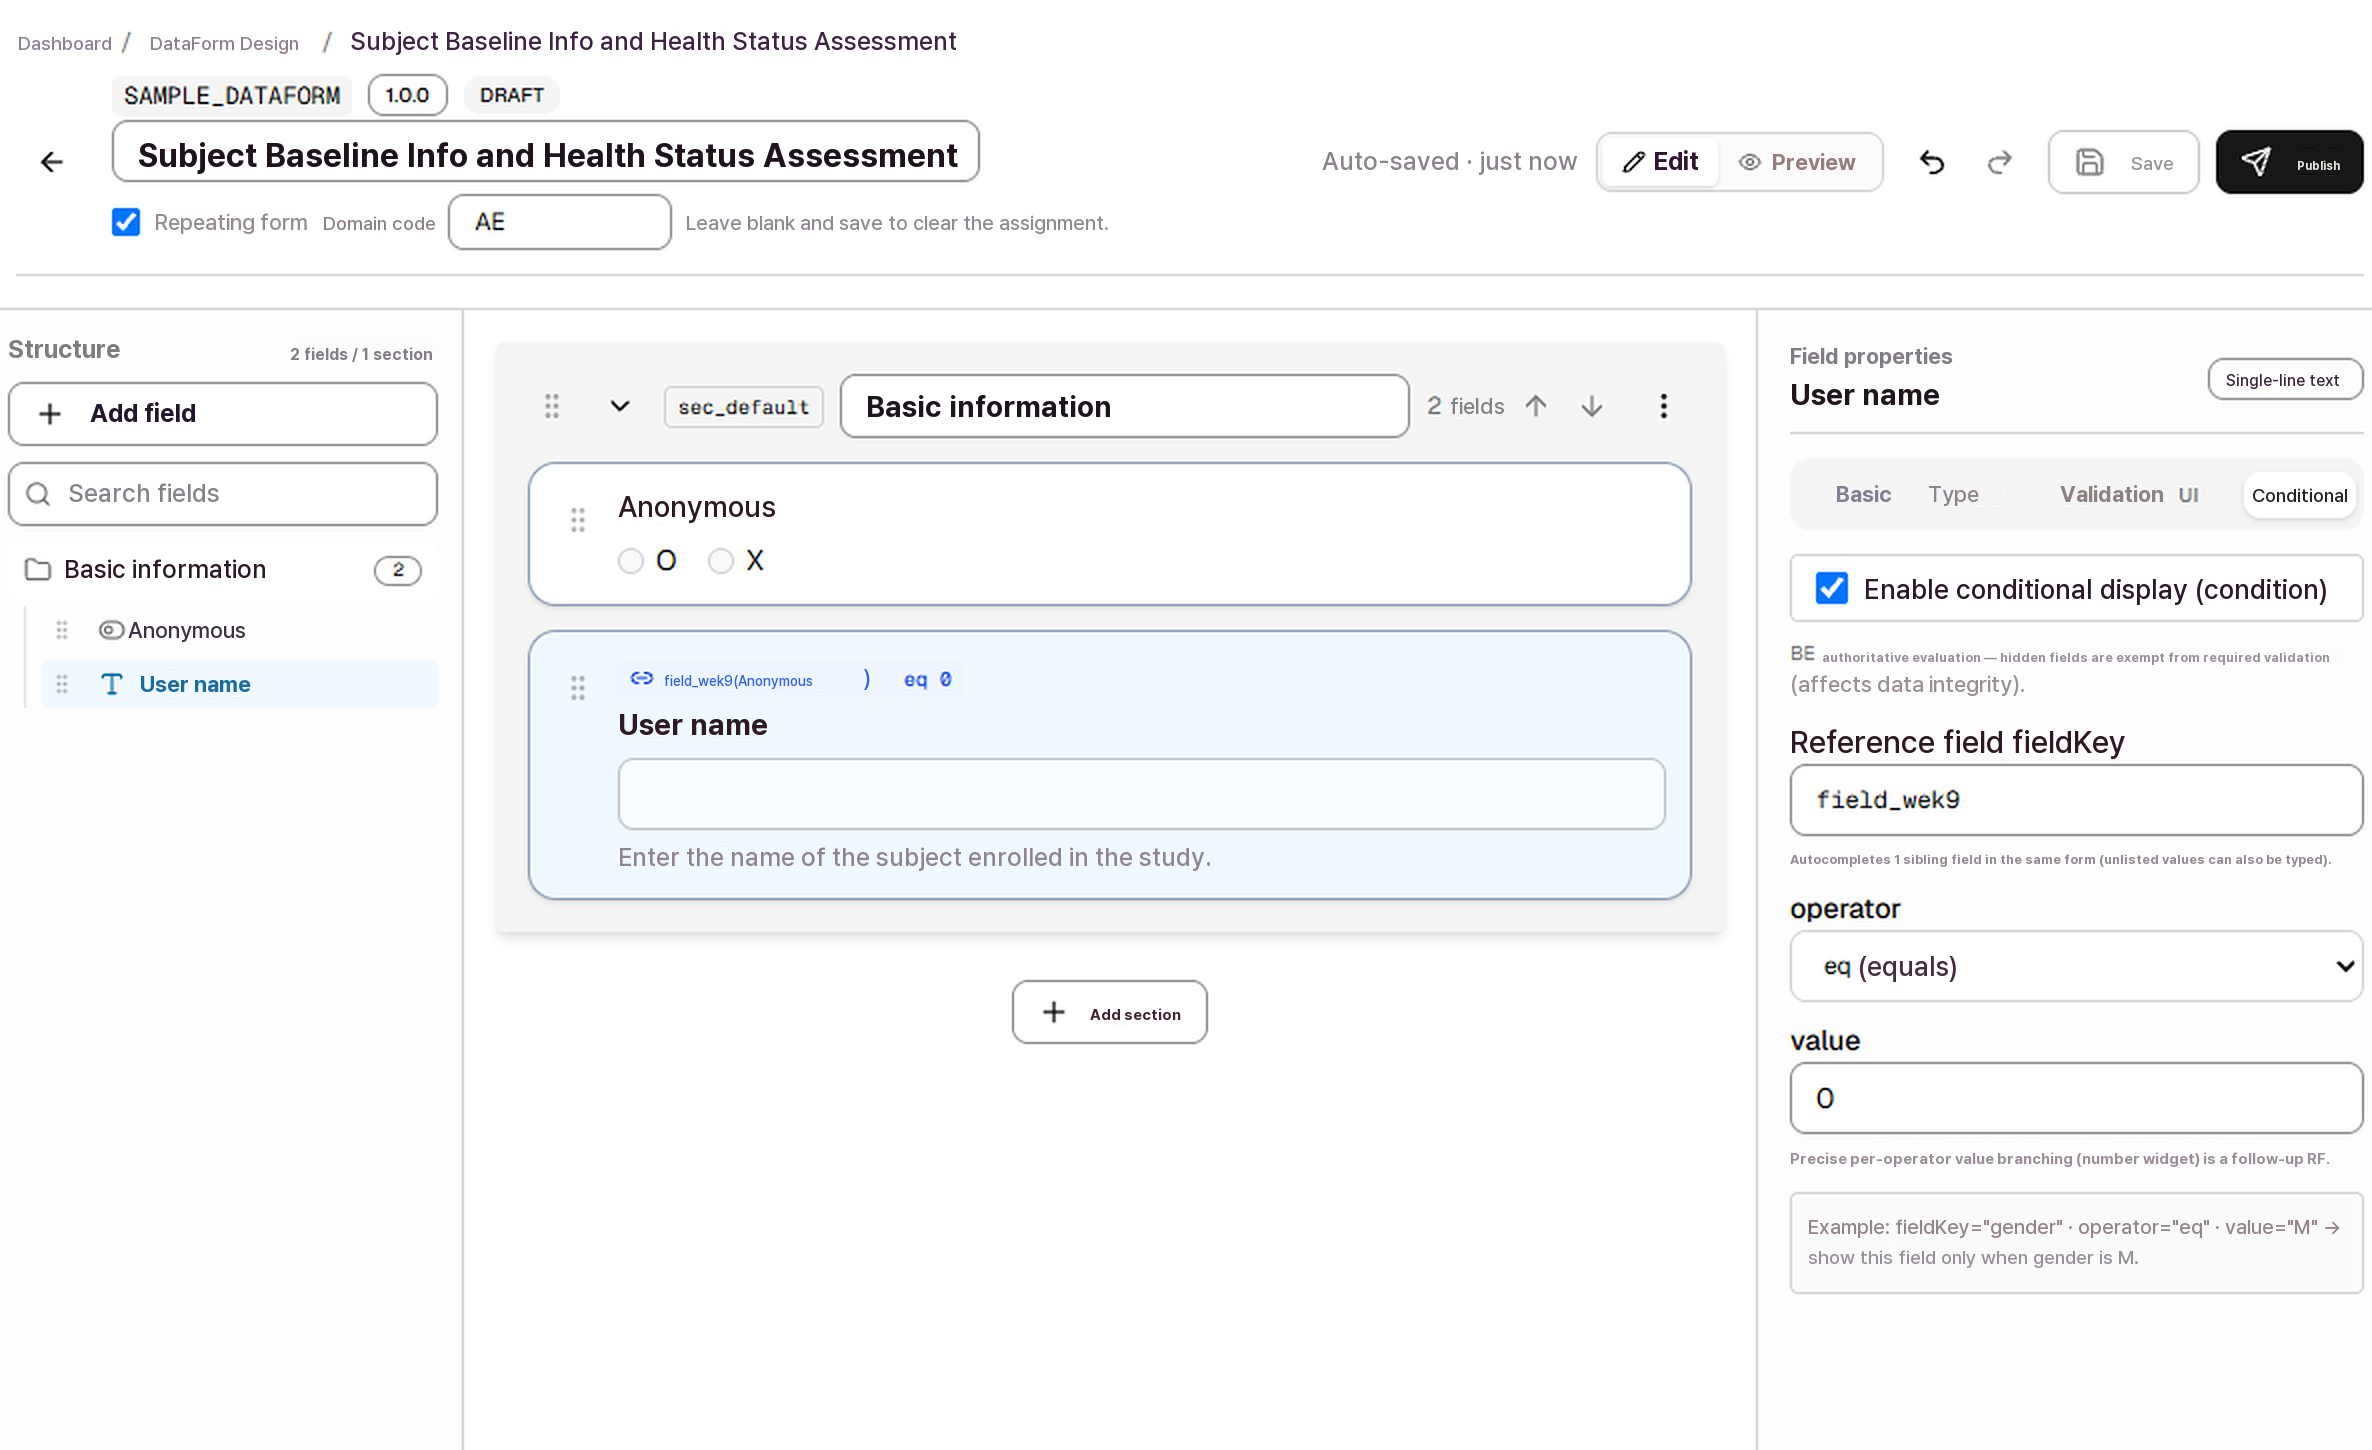 Dashboard / DataForm Design / Subject Baseline Info and Health Status Assessment
SAMPLE_DATAFORM 1.0.0 DRAFT
Subject Baseline Info and Health Status Assessment
Auto-saved · just now Edit Preview Save Publish
Repeating form Domain code AE Leave blank and save to clear the assignment.
Structure 2 fields / 1 section
Add field
Search fields
Basic information 2
Anonymous
User name
sec_default Basic information 2 fields
Anonymous
O X
field_wek9(Anonymous ) eq O
User name
Enter the name of the subject enrolled in the study.
Add section
Field properties
User name Single-line text
Basic Type Validation UI Conditional
Enable conditional display (condition)
BE authoritative evaluation — hidden fields are exempt from required validation
(affects data integrity).
Reference field fieldKey
field_wek9
Autocompletes 1 sibling field in the same form (unlisted values can also be typed).
operator
eq (equals)
value
O
Precise per-operator value branching (number widget) is a follow-up RF.
Example: fieldKey="gender" · operator="eq" · value="M" →
show this field only when gender is M.